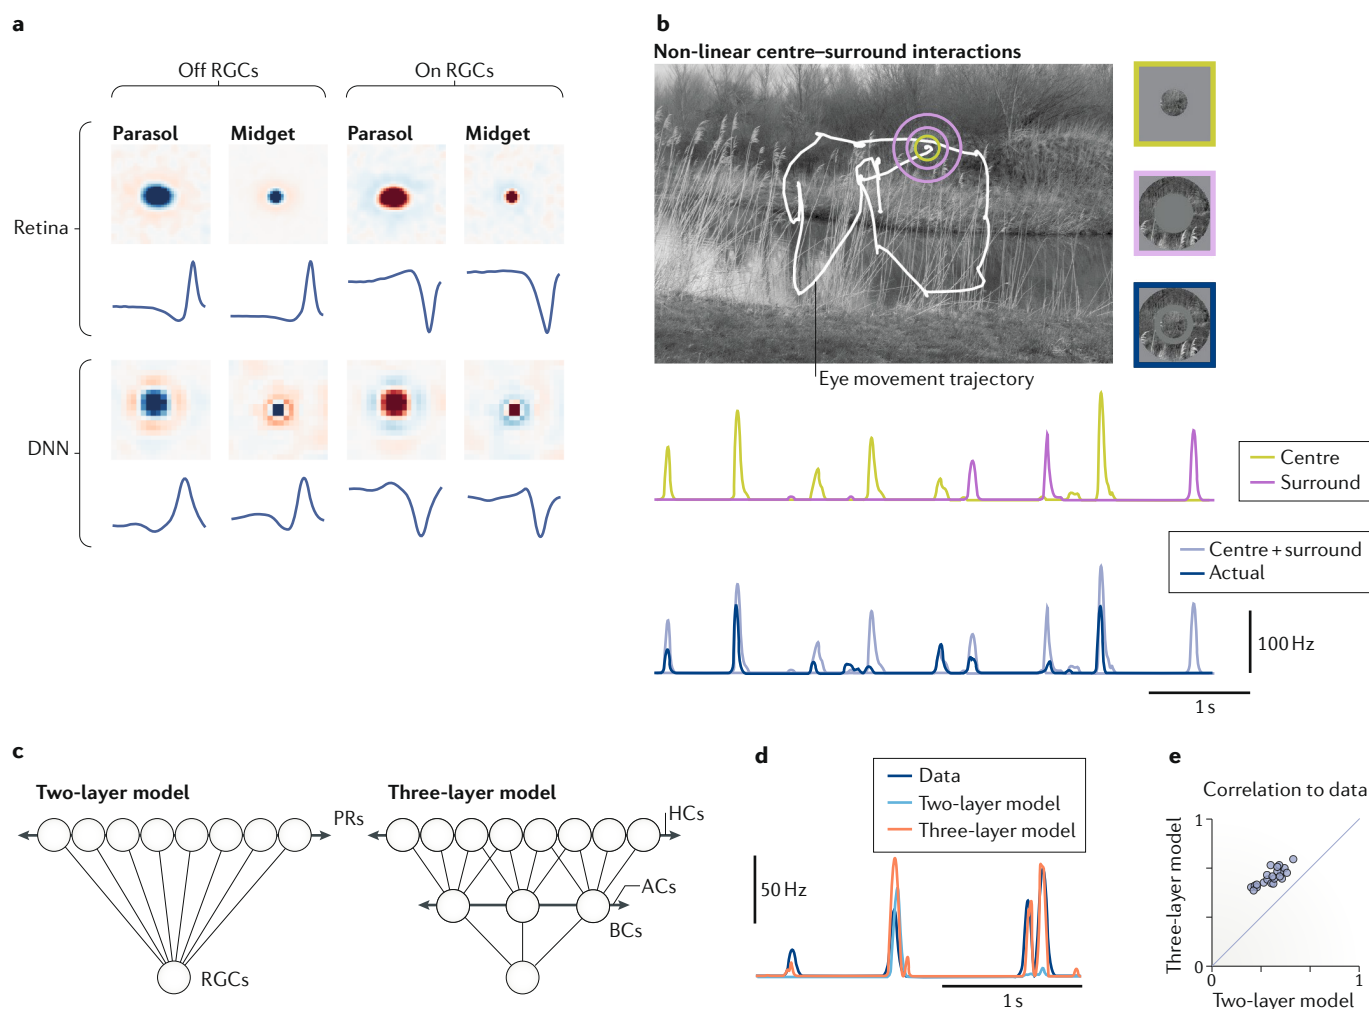 a
Off RGCs
On RGCs
Parasol
Midget
Parasol
Midget
Retina
DNN
b
Non-linear centre–surround interactions
Eye movement trajectory
Centre
Surround
Centre + surround
Actual
100 Hz
1 s
c
Two-layer model
PRs
RGCs
Three-layer model
HCs
ACs
BCs
d
Data
Two-layer model
Three-layer model
50 Hz
1 s
e
Correlation to data
1
Three-layer model
0
0
1
Two-layer model